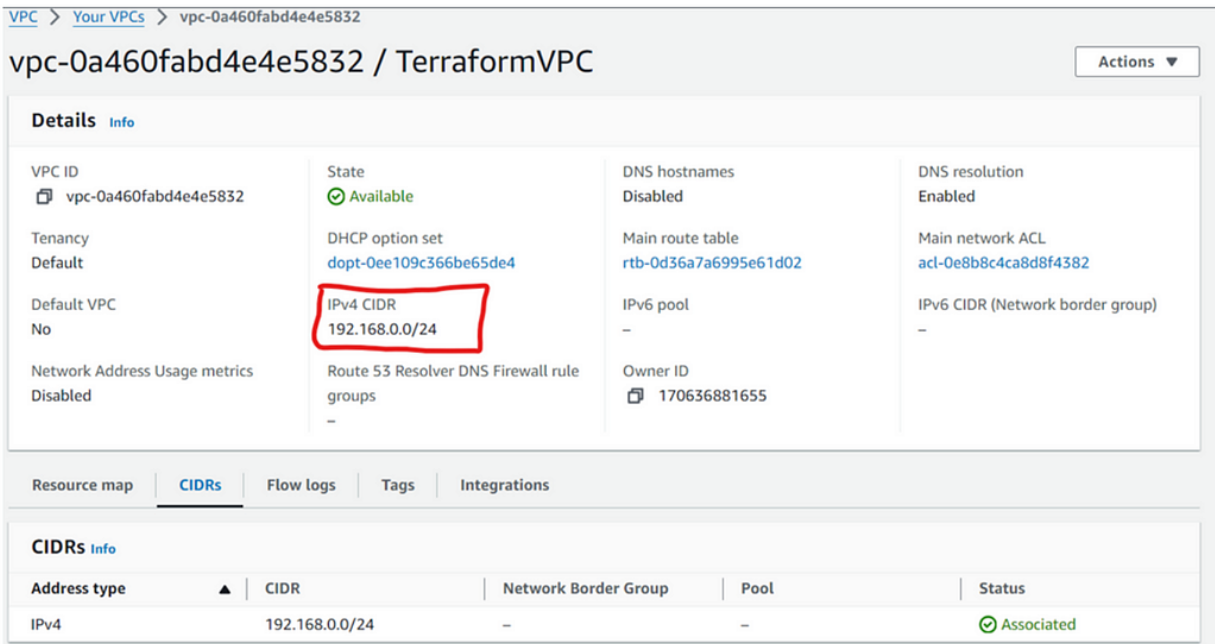 VPC > Your VPCs > vpc-0a460fabd4e4e5832
vpc-0a460fabd4e4e5832 / TerraformVPC
Actions ▼
Details Info
VPC ID
vpc-0a460fabd4e4e5832
State
Available
DNS hostnames
Disabled
DNS resolution
Enabled
Tenancy
Default
DHCP option set
dopt-0ee109c366be65de4
Main route table
rtb-0d36a7a6995e61d02
Main network ACL
acl-0e8b8c4ca8d8f4382
Default VPC
No
IPv4 CIDR
192.168.0.0/24
IPv6 pool
–
IPv6 CIDR (Network border group)
–
Network Address Usage metrics
Disabled
Route 53 Resolver DNS Firewall rule
groups
–
Owner ID
170636881655
Resource map CIDRs Flow logs Tags Integrations
CIDRs Info
Address type ▲ CIDR Network Border Group Pool Status
IPv4 192.168.0.0/24 – – Associated